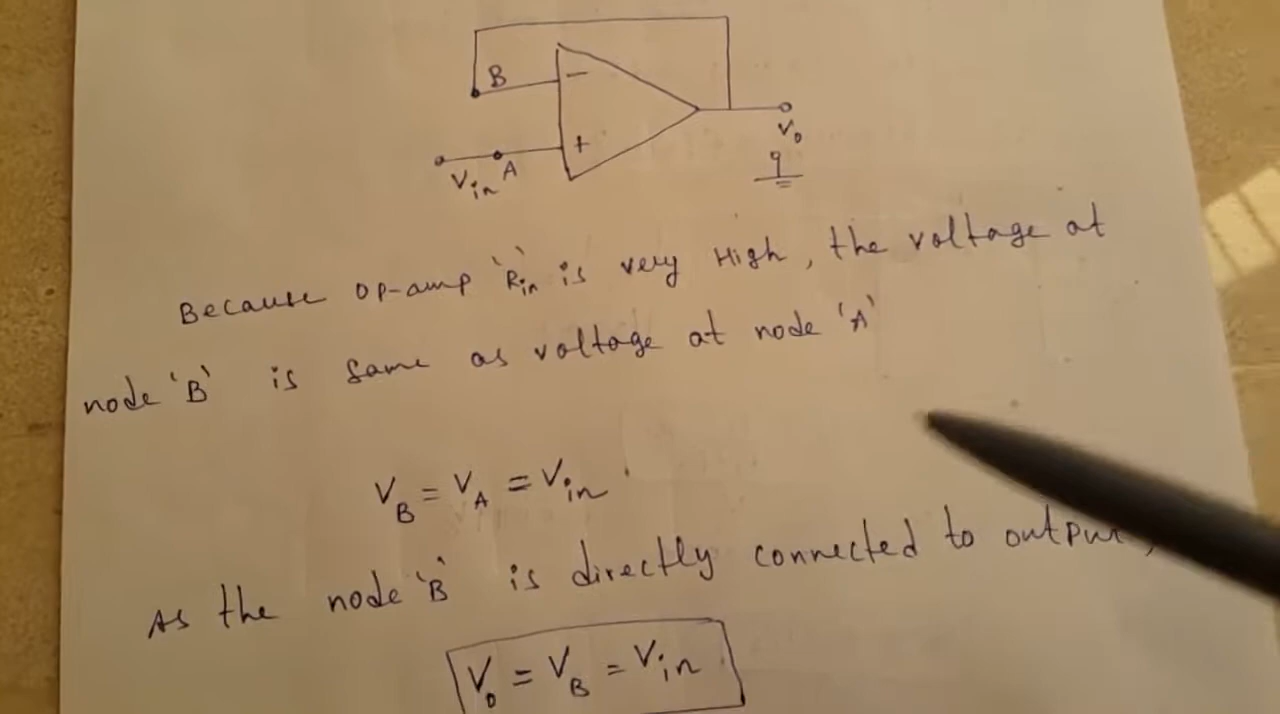 B
−
+
Vin A
Vo
Because op-amp 'Rin' is very High, the voltage at
node 'B' is same as voltage at node 'A'
VB = VA = Vin
As the node 'B' is directly connected to output,
Vo = VB = Vin